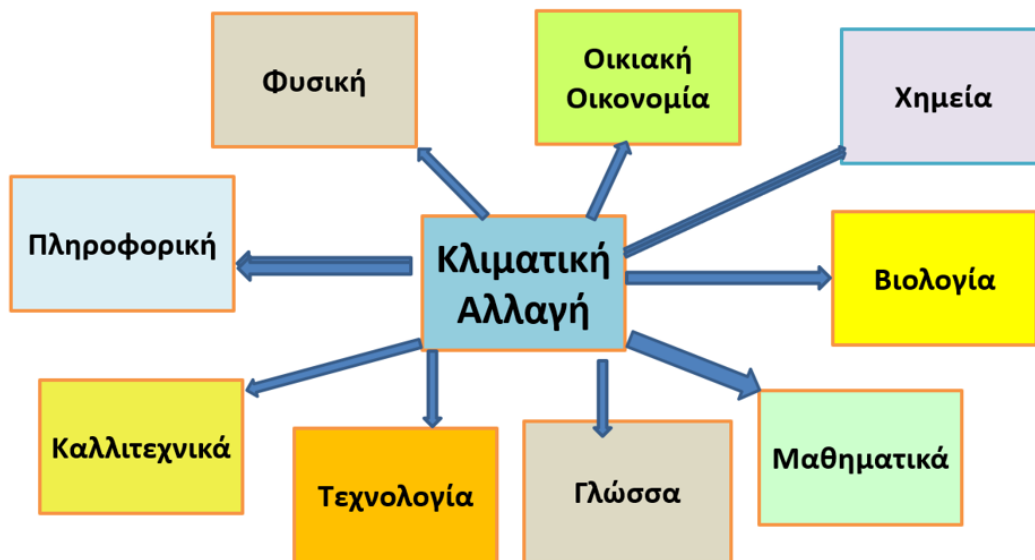 Φυσική
Οικιακή
Οικονομία
Χημεία
Πληροφορική
Κλιματική
Αλλαγή
Βιολογία
Καλλιτεχνικά
Τεχνολογία
Γλώσσα
Μαθηματικά